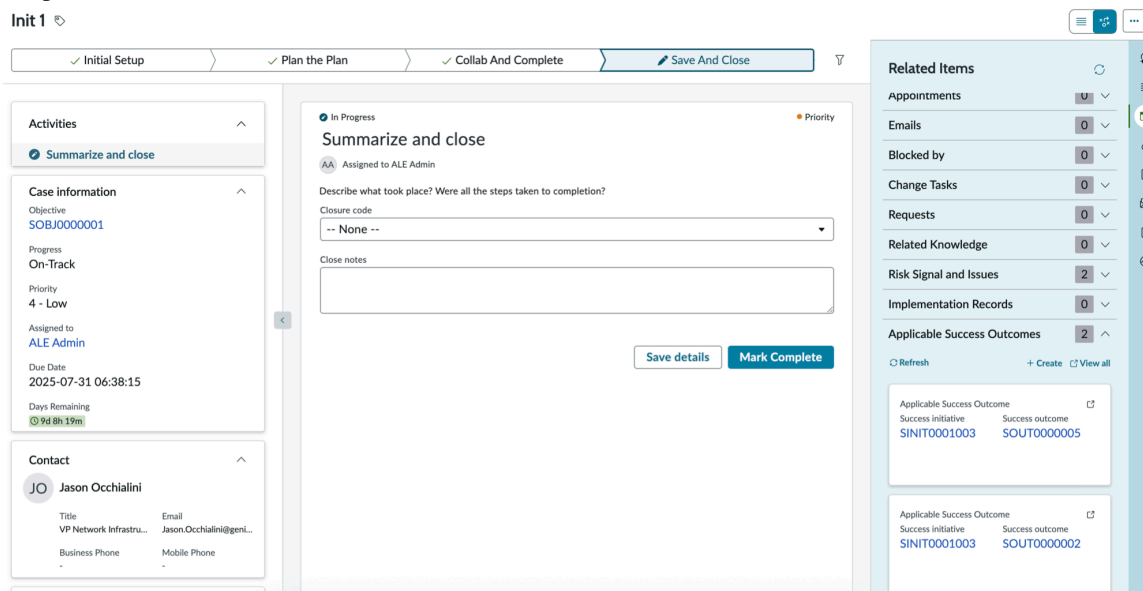 Init 1
Initial Setup
Plan the Plan
Collab And Complete
Save And Close
Activities
Summarize and close
Case information
Objective
SOBJ0000001
Progress
On-Track
Priority
4 - Low
Assigned to
ALE Admin
Due Date
2025-07-31 06:38:15
Days Remaining
9d 8h 19m
Contact
JO
Jason Occhialini
Title
Email
VP Network Infrastru...
Jason.Occhialini@geni...
Business Phone
Mobile Phone
-
-
In Progress
Priority
Summarize and close
AA
Assigned to ALE Admin
Describe what took place? Were all the steps taken to completion?
Closure code
-- None --
Close notes
Save details
Mark Complete
Related Items
Appointments 0
Emails 0
Blocked by 0
Change Tasks 0
Requests 0
Related Knowledge 0
Risk Signal and Issues 2
Implementation Records 0
Applicable Success Outcomes 2
Refresh
+ Create
View all
Applicable Success Outcome
Success initiative
Success outcome
SINIT0001003
SOUT0000005
Applicable Success Outcome
Success initiative
Success outcome
SINIT0001003
SOUT0000002